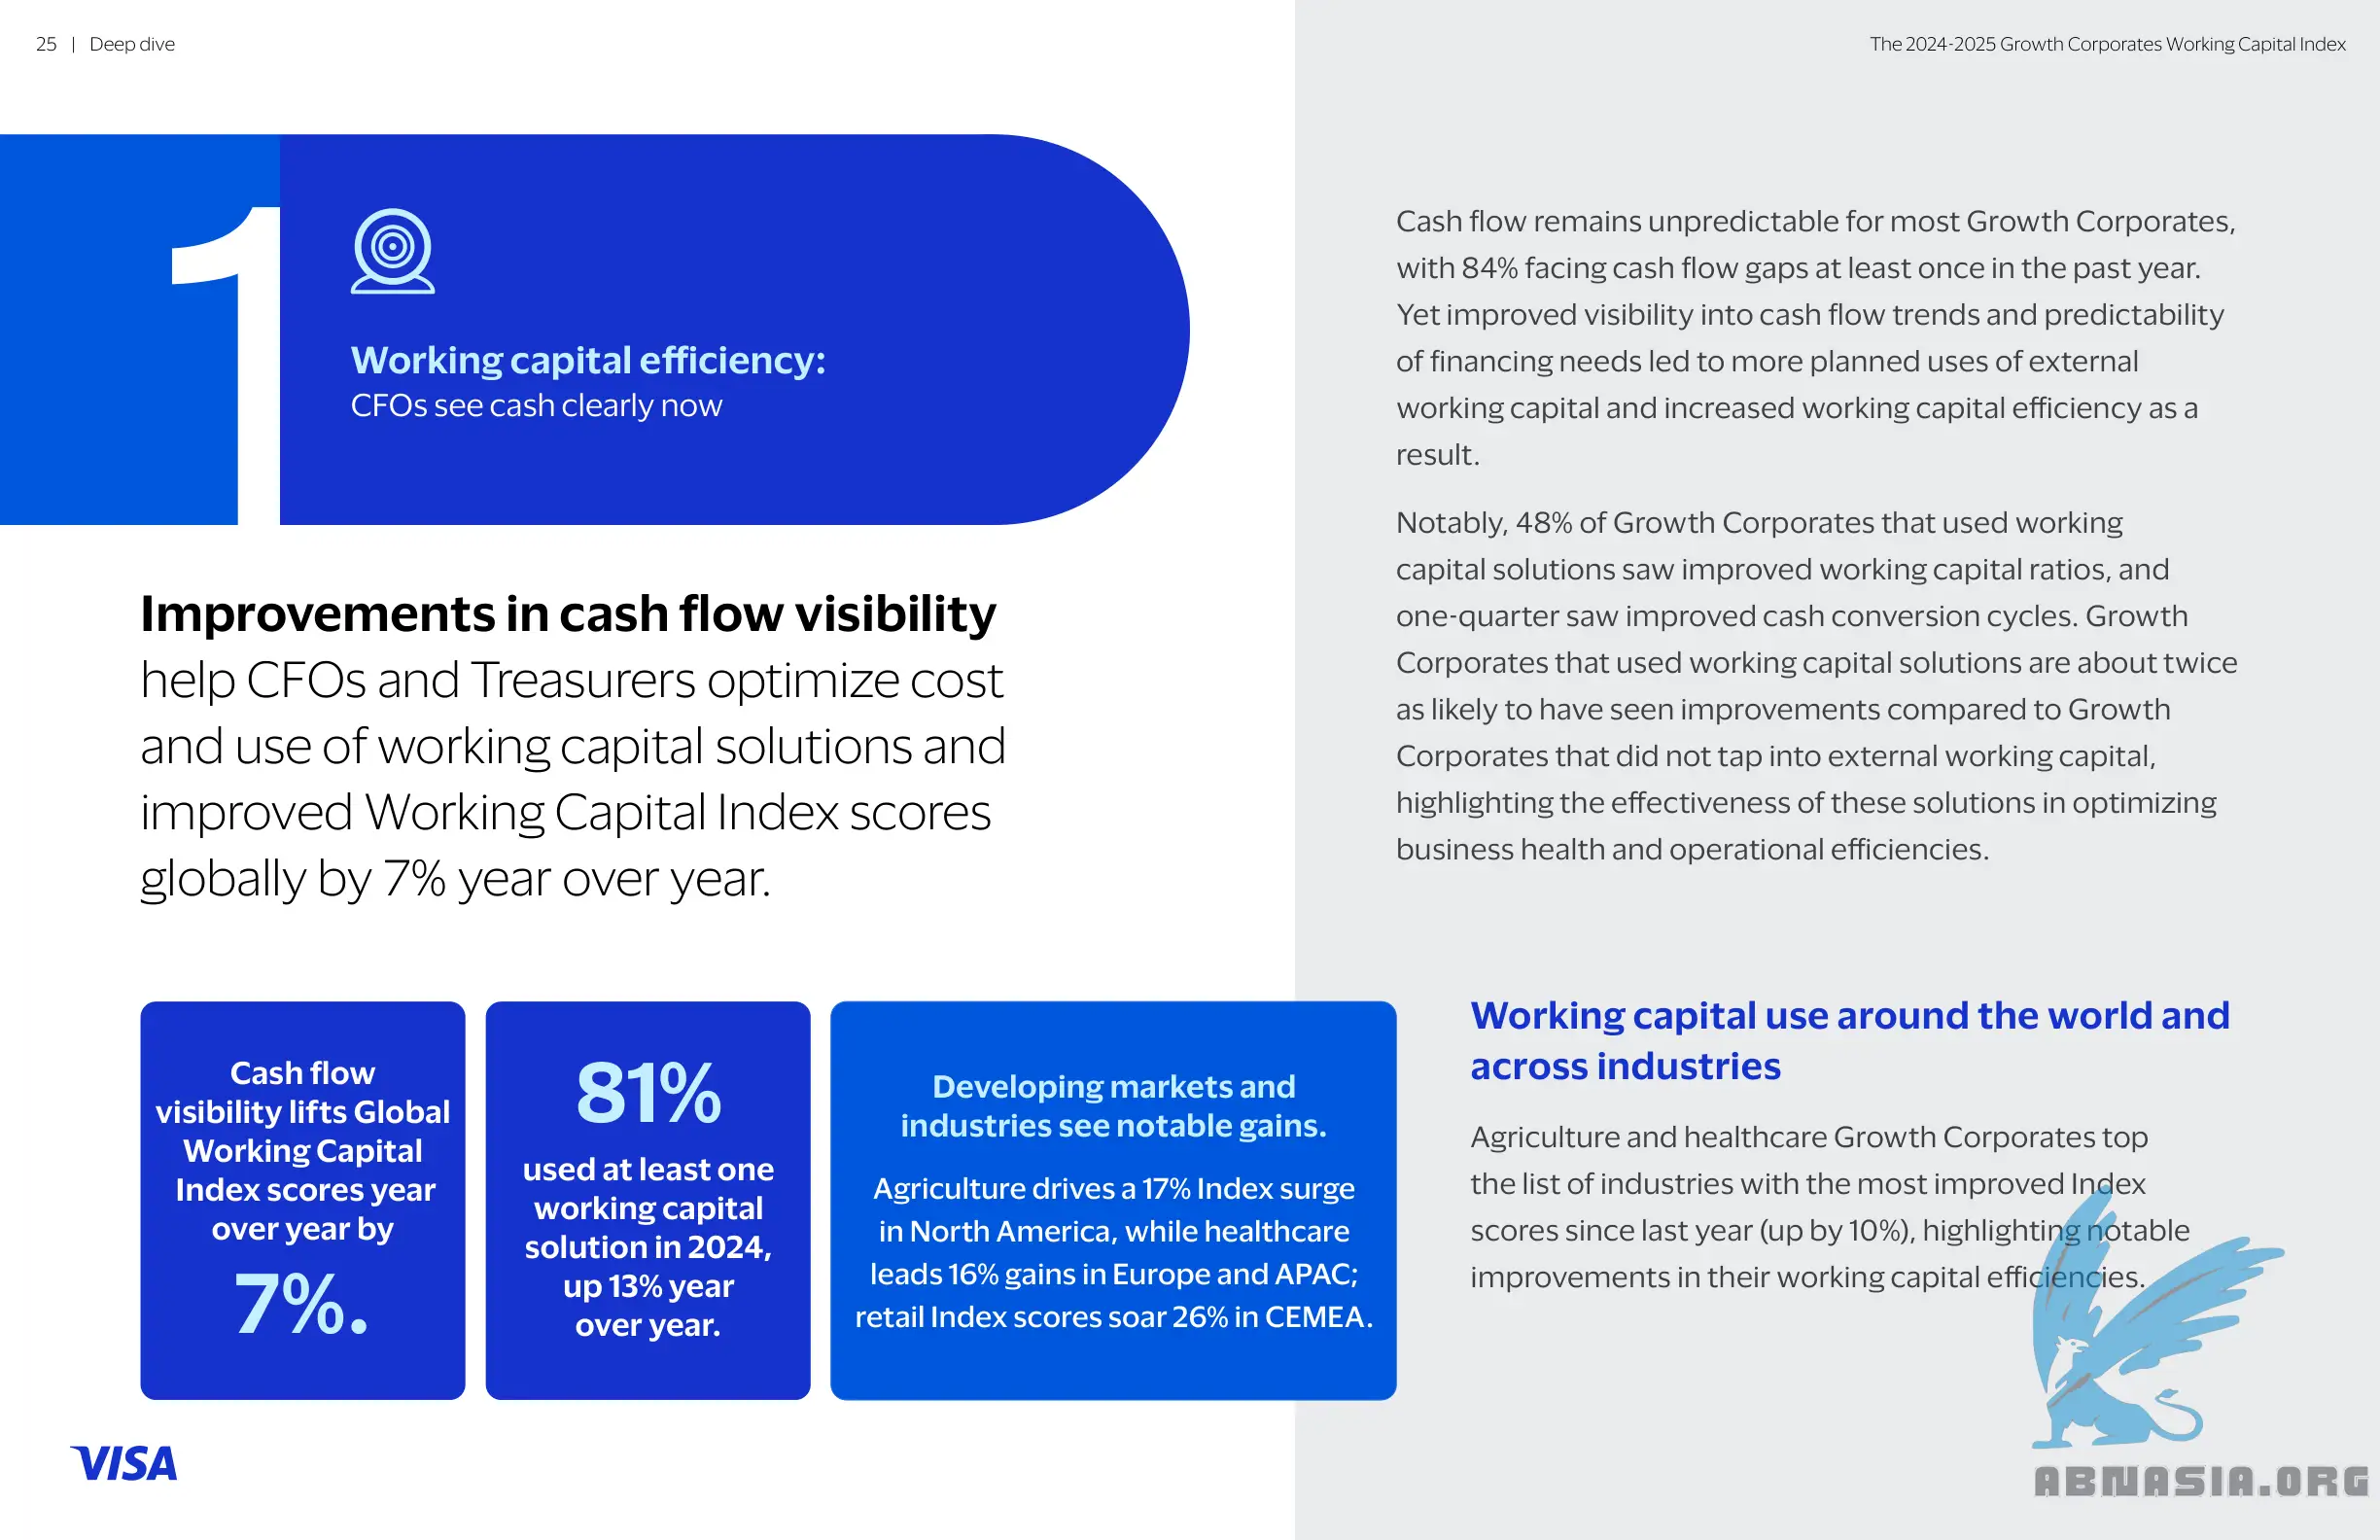 25 | Deep dive
The 2024-2025 Growth Corporates Working Capital Index
1
Working capital efficiency:
CFOs see cash clearly now
Improvements in cash flow visibility
help CFOs and Treasurers optimize cost
and use of working capital solutions and
improved Working Capital Index scores
globally by 7% year over year.
Cash flow
visibility lifts Global
Working Capital
Index scores year
over year by
7%.
81%
used at least one
working capital
solution in 2024,
up 13% year
over year.
Developing markets and
industries see notable gains.
Agriculture drives a 17% Index surge
in North America, while healthcare
leads 16% gains in Europe and APAC;
retail Index scores soar 26% in CEMEA.
Cash flow remains unpredictable for most Growth Corporates,
with 84% facing cash flow gaps at least once in the past year.
Yet improved visibility into cash flow trends and predictability
of financing needs led to more planned uses of external
working capital and increased working capital efficiency as a
result.
Notably, 48% of Growth Corporates that used working
capital solutions saw improved working capital ratios, and
one-quarter saw improved cash conversion cycles. Growth
Corporates that used working capital solutions are about twice
as likely to have seen improvements compared to Growth
Corporates that did not tap into external working capital,
highlighting the effectiveness of these solutions in optimizing
business health and operational efficiencies.
Working capital use around the world and
across industries
Agriculture and healthcare Growth Corporates top
the list of industries with the most improved Index
scores since last year (up by 10%), highlighting notable
improvements in their working capital efficiencies.
VISA
ABNASIA.ORG